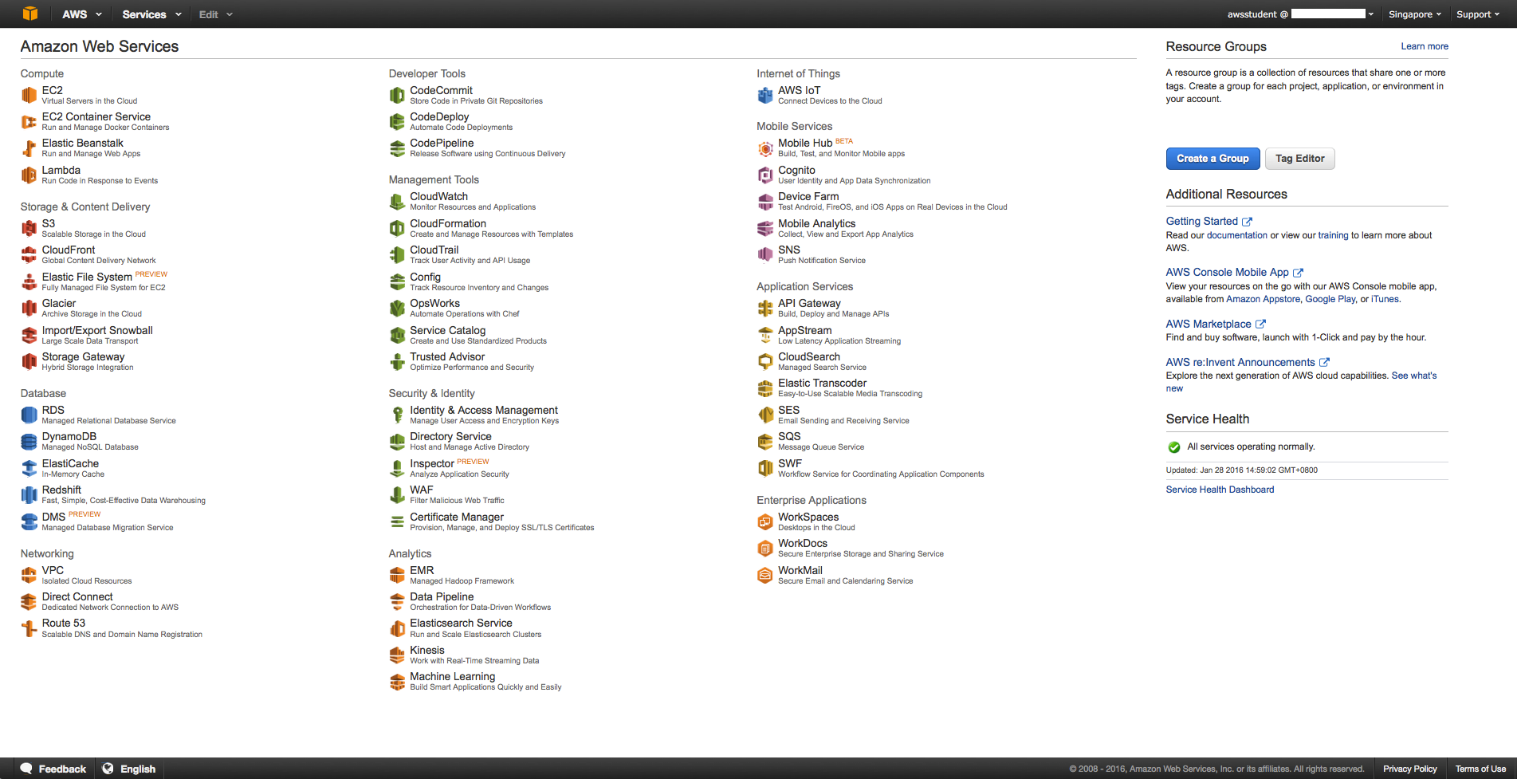 AWS Services Edit awsstudent @ Singapore Support
Amazon Web Services
Compute
EC2
Virtual Servers in the Cloud
EC2 Container Service
Run and Manage Docker Containers
Elastic Beanstalk
Run and Manage Web Apps
Lambda
Run Code in Response to Events
Storage & Content Delivery
S3
Scalable Storage in the Cloud
CloudFront
Global Content Delivery Network
Elastic File System PREVIEW
Fully Managed File System for EC2
Glacier
Archive Storage in the Cloud
Import/Export Snowball
Large Scale Data Transport
Storage Gateway
Hybrid Storage Integration
Database
RDS
Managed Relational Database Service
DynamoDB
Managed NoSQL Database
ElastiCache
In-Memory Cache
Redshift
Fast, Simple, Cost-Effective Data Warehousing
DMS PREVIEW
Managed Database Migration Service
Networking
VPC
Isolated Cloud Resources
Direct Connect
Dedicated Network Connection to AWS
Route 53
Scalable DNS and Domain Name Registration
Developer Tools
CodeCommit
Store Code in Private Git Repositories
CodeDeploy
Automate Code Deployments
CodePipeline
Release Software using Continuous Delivery
Management Tools
CloudWatch
Monitor Resources and Applications
CloudFormation
Create and Manage Resources with Templates
CloudTrail
Track User Activity and API Usage
Config
Track Resource Inventory and Changes
OpsWorks
Automate Operations with Chef
Service Catalog
Create and Use Standardized Products
Trusted Advisor
Optimize Performance and Security
Security & Identity
Identity & Access Management
Manage User Access and Encryption Keys
Directory Service
Host and Manage Active Directory
Inspector PREVIEW
Analyze Application Security
WAF
Filter Malicious Web Traffic
Certificate Manager
Provision, Manage, and Deploy SSL/TLS Certificates
Analytics
EMR
Managed Hadoop Framework
Data Pipeline
Orchestration for Data-Driven Workflows
Elasticsearch Service
Run and Scale Elasticsearch Clusters
Kinesis
Work with Real-Time Streaming Data
Machine Learning
Build Smart Applications Quickly and Easily
Internet of Things
AWS IoT
Connect Devices to the Cloud
Mobile Services
Mobile Hub BETA
Build, Test, and Monitor Mobile apps
Cognito
User Identity and App Data Synchronization
Device Farm
Test Android, FireOS, and iOS Apps on Real Devices in the Cloud
Mobile Analytics
Collect, View and Export App Analytics
SNS
Push Notification Service
Application Services
API Gateway
Build, Deploy and Manage APIs
AppStream
Low Latency Application Streaming
CloudSearch
Managed Search Service
Elastic Transcoder
Easy-to-Use Scalable Media Transcoding
SES
Email Sending and Receiving Service
SQS
Message Queue Service
SWF
Workflow Service for Coordinating Application Components
Enterprise Applications
WorkSpaces
Desktops in the Cloud
WorkDocs
Secure Enterprise Storage and Sharing Service
WorkMail
Secure Email and Calendaring Service
Resource Groups Learn more
A resource group is a collection of resources that share one or more
tags. Create a group for each project, application, or environment in
your account.
Create a Group Tag Editor
Additional Resources
Getting Started
Read our documentation or view our training to learn more about
AWS.
AWS Console Mobile App
View your resources on the go with our AWS Console mobile app,
available from Amazon Appstore, Google Play, or iTunes.
AWS Marketplace
Find and buy software, launch with 1-Click and pay by the hour.
AWS re:Invent Announcements
Explore the next generation of AWS cloud capabilities. See what's
new
Service Health
All services operating normally.
Updated: Jan 28 2016 14:59:02 GMT+0800
Service Health Dashboard
Feedback English © 2008 - 2016, Amazon Web Services, Inc. or its affiliates. All rights reserved. Privacy Policy Terms of Use